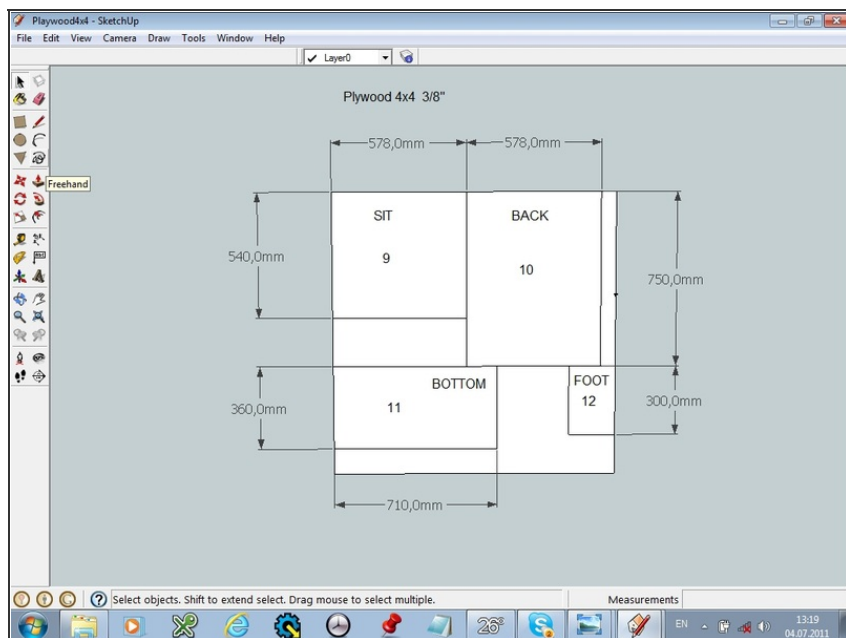 Playwood4x4 - SketchUp
File Edit View Camera Draw Tools Window Help
Layer0
Plywood 4x4 3/8"
578,0mm 578,0mm
Freehand
SIT BACK
540,0mm 9 10 750,0mm
BOTTOM FOOT
360,0mm 11 12 300,0mm
710,0mm
Select objects. Shift to extend select. Drag mouse to select multiple. Measurements
26° EN 13:19
04.07.2011